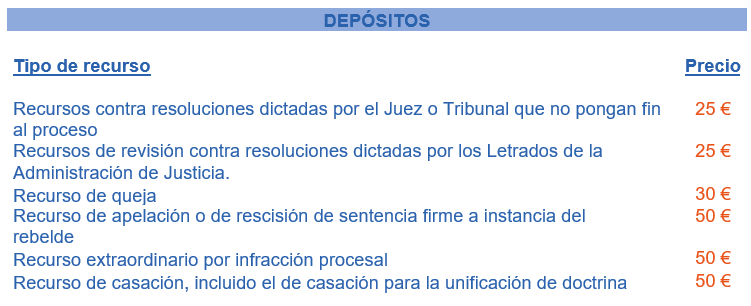 DEPÓSITOS
Tipo de recurso Precio
Recursos contra resoluciones dictadas por el Juez o Tribunal que no pongan fin 25 €
al proceso
Recursos de revisión contra resoluciones dictadas por los Letrados de la 25 €
Administración de Justicia.
Recurso de queja 30 €
Recurso de apelación o de rescisión de sentencia firme a instancia del 50 €
rebelde
Recurso extraordinario por infracción procesal 50 €
Recurso de casación, incluido el de casación para la unificación de doctrina 50 €